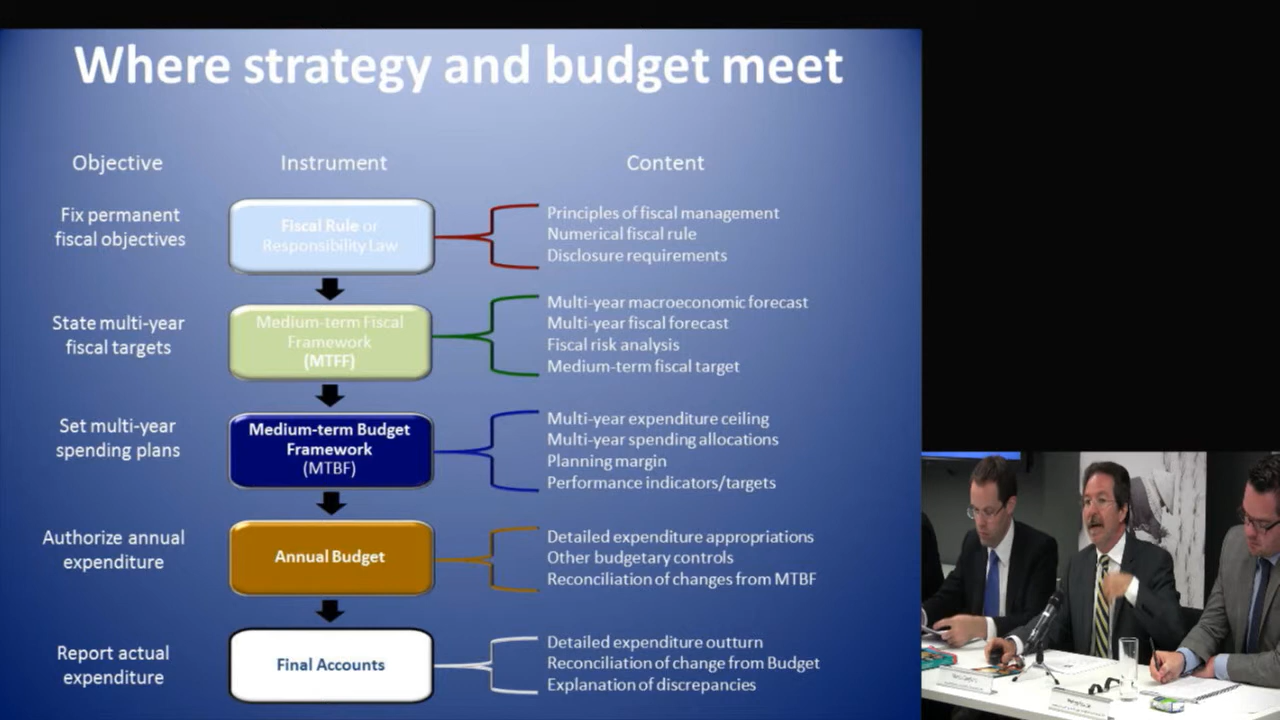 Where strategy and budget meet
Objective
Instrument
Content
Fix permanent
fiscal objectives
Fiscal Rule or
Responsibility Law
Principles of fiscal management
Numerical fiscal rule
Disclosure requirements
State multi-year
fiscal targets
Medium-term Fiscal
Framework
(MTFF)
Multi-year macroeconomic forecast
Multi-year fiscal forecast
Fiscal risk analysis
Medium-term fiscal target
Set multi-year
spending plans
Medium-term Budget
Framework
(MTBF)
Multi-year expenditure ceiling
Multi-year spending allocations
Planning margin
Performance indicators/targets
Authorize annual
expenditure
Annual Budget
Detailed expenditure appropriations
Other budgetary controls
Reconciliation of changes from MTBF
Report actual
expenditure
Final Accounts
Detailed expenditure outturn
Reconciliation of change from Budget
Explanation of discrepancies